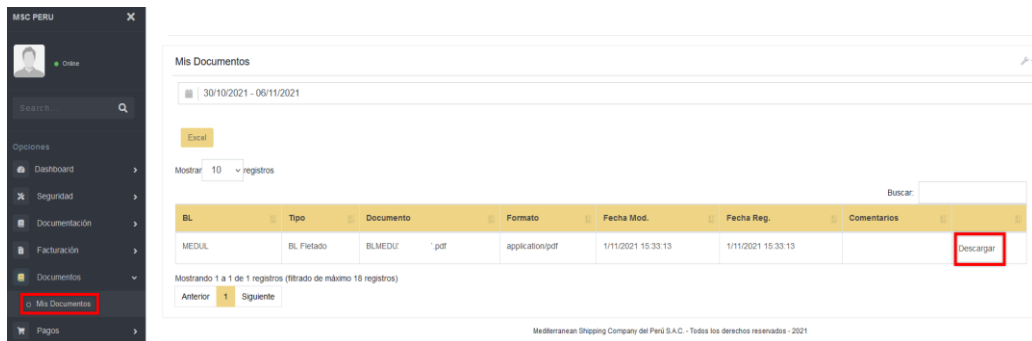 MSC PERU
Online
Search...
Opciones
Dashboard
Seguridad
Documentación
Facturación
Documentos
Mis Documentos
Pagos
Mis Documentos
30/10/2021 - 06/11/2021
Excel
Mostrar 10 registros
Buscar:
BL Tipo Documento Formato Fecha Mod. Fecha Reg. Comentarios
MEDUL BL Fletado BLMEDU .pdf application/pdf 1/11/2021 15:33:13 1/11/2021 15:33:13 Descargar
Mostrando 1 a 1 de 1 registros (filtrado de máximo 18 registros)
Anterior 1 Siguiente
Mediterranean Shipping Company del Perú S.A.C. - Todos los derechos reservados - 2021